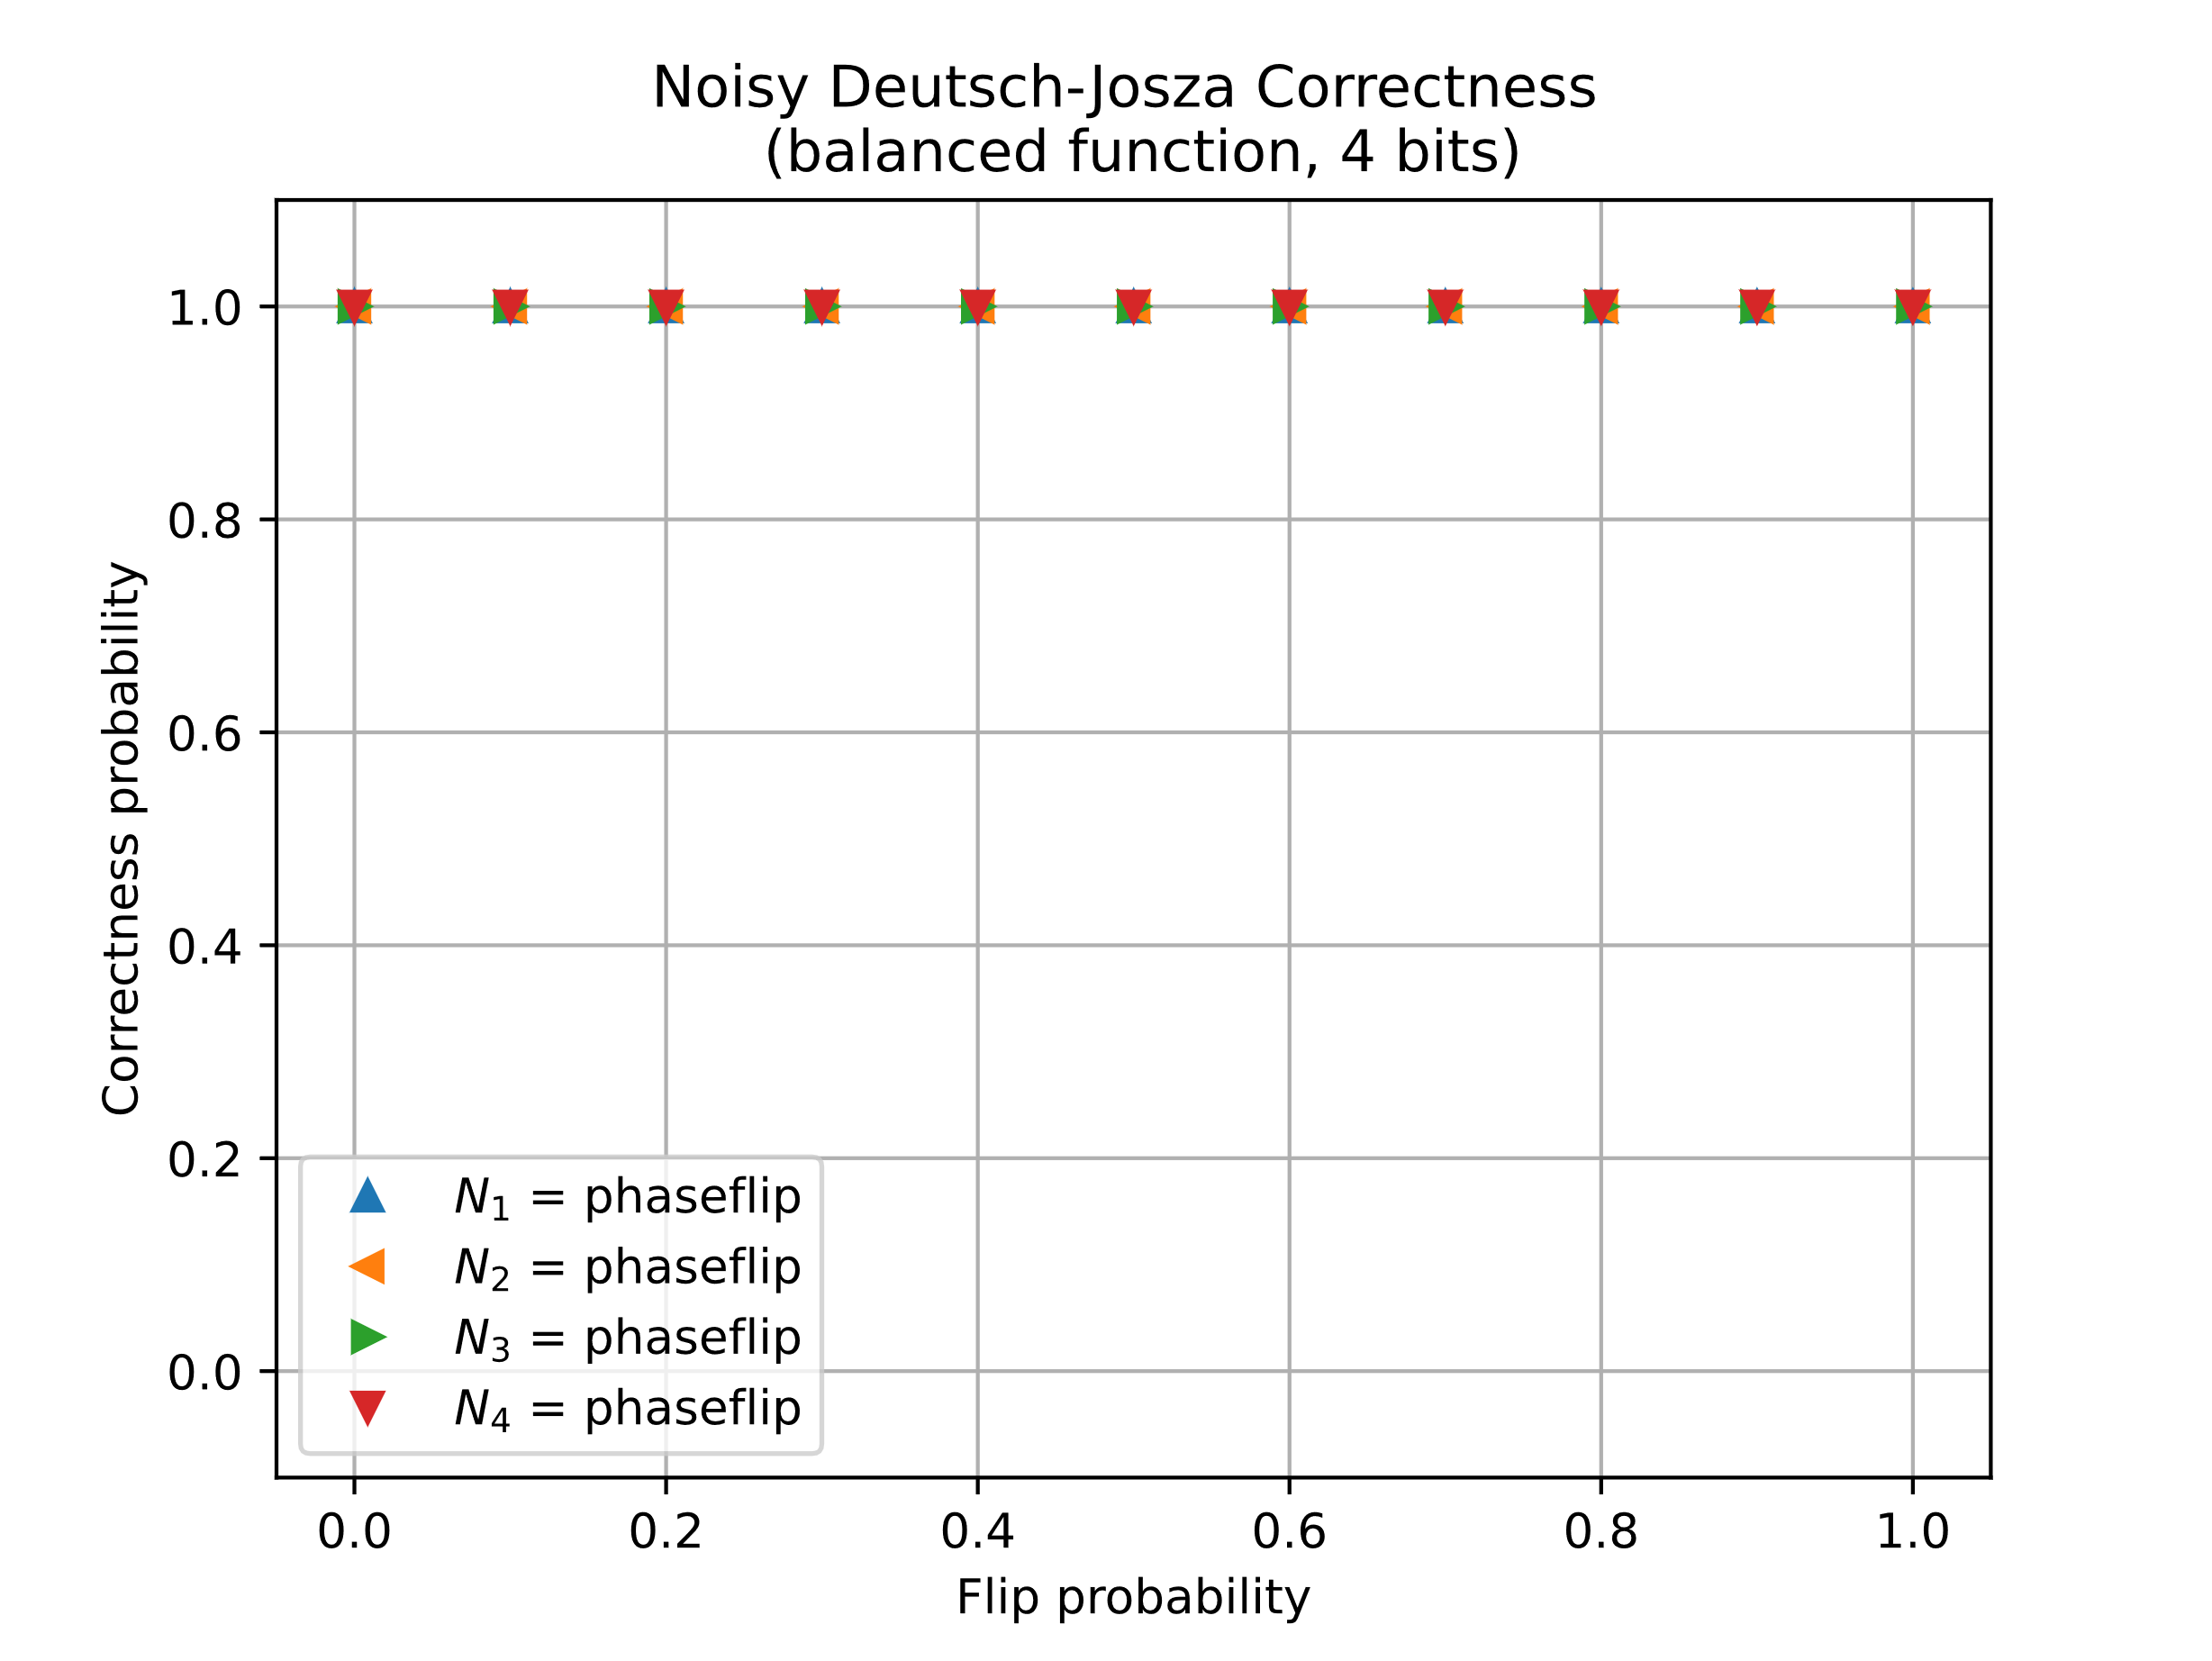 Noisy Deutsch-Josza Correctness
(balanced function, 4 bits)
Correctness probability
1.0
0.8
0.6
0.4
0.2
0.0
N₁ = phaseflip
N₂ = phaseflip
N₃ = phaseflip
N₄ = phaseflip
0.0 0.2 0.4 0.6 0.8 1.0
Flip probability